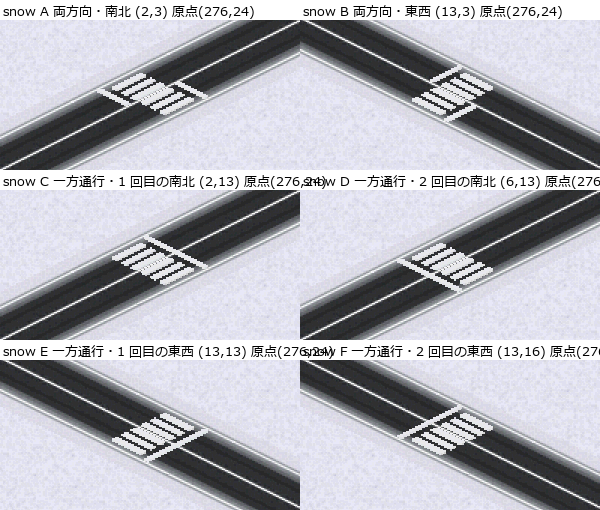 snow A 両方向・南北 (2,3) 原点(276,24)
snow B 両方向・東西 (13,3) 原点(276,24)
snow C 一方通行・1 回目の南北 (2,13) 原点(276,24)
snow D 一方通行・2 回目の南北 (6,13) 原点(276
snow E 一方通行・1 回目の東西 (13,13) 原点(276,24)
snow F 一方通行・2 回目の東西 (13,16) 原点(276